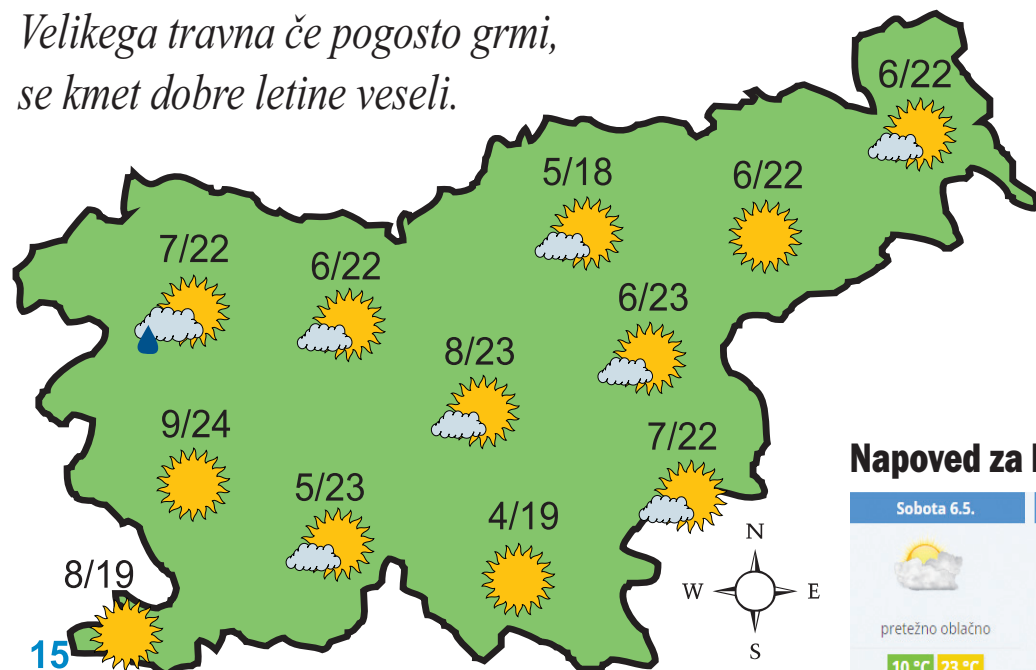 Velikega travna če pogosto grmi,
se kmet dobre letine veseli.
6/22
5/18
6/22
7/22
6/22
6/23
8/23
9/24
7/22
5/23
4/19
8/19
15
N
W E
S
Napoved za
Sobota 6.5.
pretežno oblačno
10 °C 23 °C